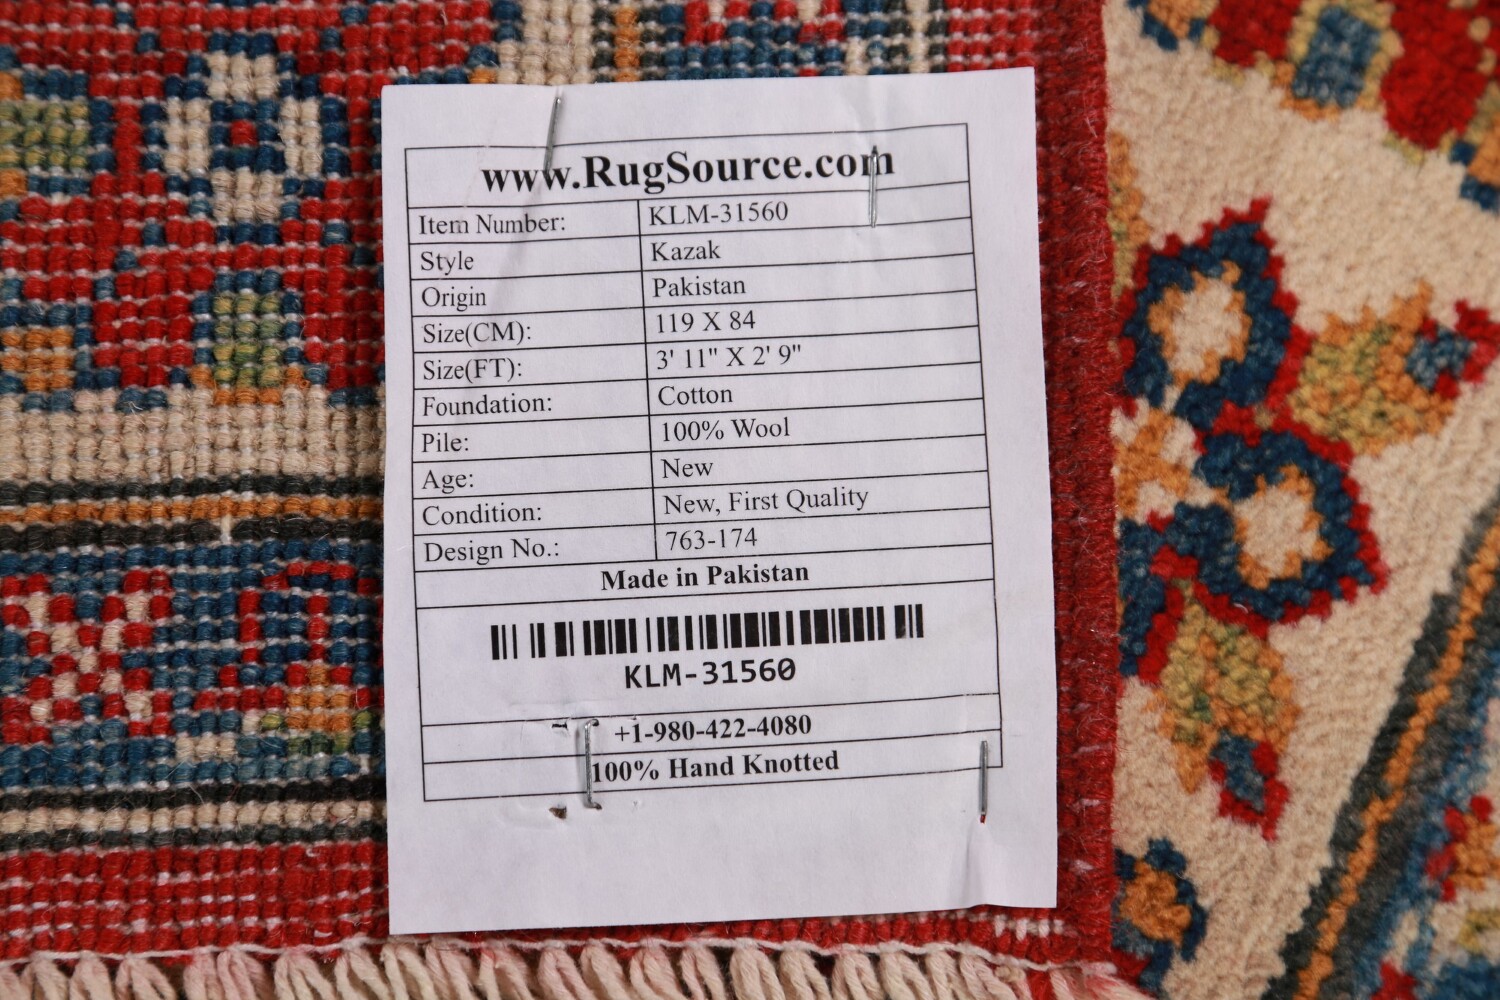 www.RugSource.com
Item Number: KLM-31560
Style Kazak
Origin Pakistan
Size(CM): 119 X 84
Size(FT): 3' 11" X 2' 9"
Foundation: Cotton
Pile: 100% Wool
Age: New
Condition: New, First Quality
Design No.: 763-174
Made in Pakistan
KLM-31560
+1-980-422-4080
100% Hand Knotted